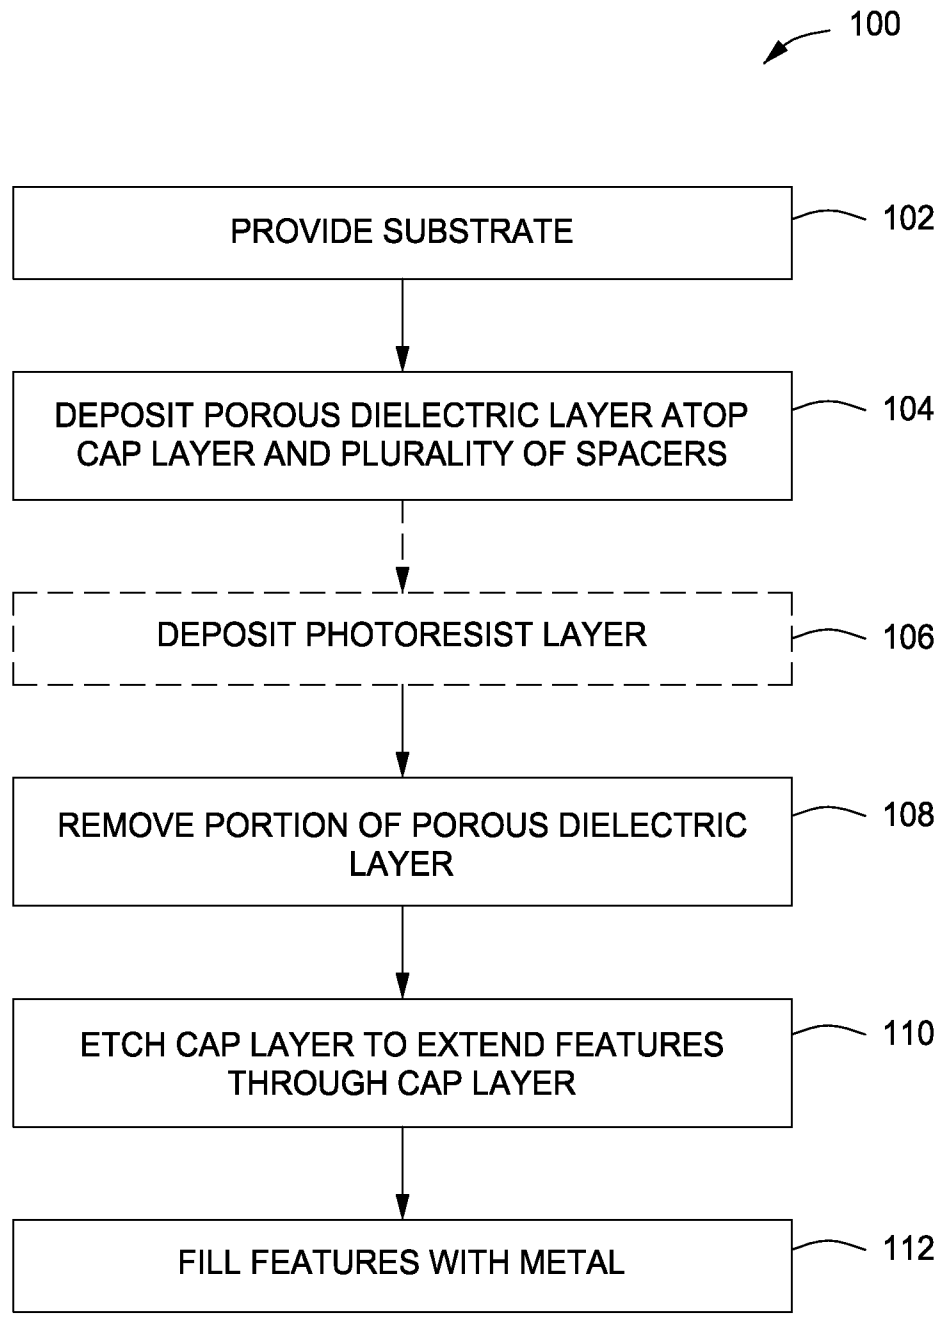 100
PROVIDE SUBSTRATE
102
DEPOSIT POROUS DIELECTRIC LAYER ATOP
CAP LAYER AND PLURALITY OF SPACERS
104
DEPOSIT PHOTORESIST LAYER
106
REMOVE PORTION OF POROUS DIELECTRIC
LAYER
108
ETCH CAP LAYER TO EXTEND FEATURES
THROUGH CAP LAYER
110
FILL FEATURES WITH METAL
112